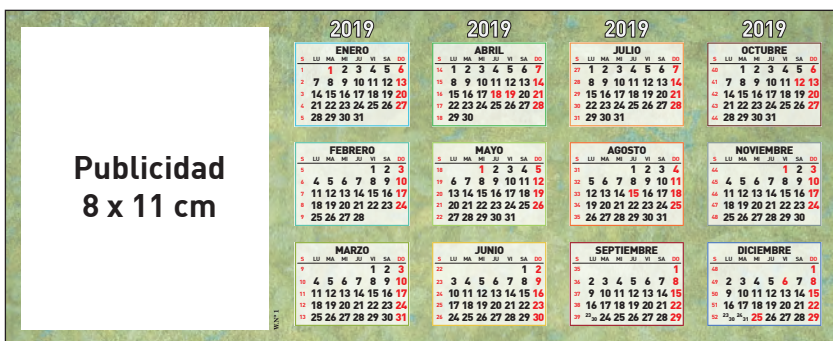 Publicidad
8 x 11 cm
W.Nº 1
2019
ENERO
S LU MA MI JU VI SA DO
1 1 2 3 4 5 6
2 7 8 9 10 11 12 13
3 14 15 16 17 18 19 20
4 21 22 23 24 25 26 27
5 28 29 30 31
FEBRERO
S LU MA MI JU VI SA DO
5 1 2 3
6 4 5 6 7 8 9 10
7 11 12 13 14 15 16 17
8 18 19 20 21 22 23 24
9 25 26 27 28
MARZO
S LU MA MI JU VI SA DO
9 1 2 3
10 4 5 6 7 8 9 10
11 11 12 13 14 15 16 17
12 18 19 20 21 22 23 24
13 25 26 27 28 29 30 31
2019
ABRIL
S LU MA MI JU VI SA DO
14 1 2 3 4 5 6 7
15 8 9 10 11 12 13 14
16 15 16 17 18 19 20 21
17 22 23 24 25 26 27 28
18 29 30
MAYO
S LU MA MI JU VI SA DO
18 1 2 3 4 5
19 6 7 8 9 10 11 12
20 13 14 15 16 17 18 19
21 20 21 22 23 24 25 26
22 27 28 29 30 31
JUNIO
S LU MA MI JU VI SA DO
22 1 2
23 3 4 5 6 7 8 9
24 10 11 12 13 14 15 16
25 17 18 19 20 21 22 23
26 24 25 26 27 28 29 30
2019
JULIO
S LU MA MI JU VI SA DO
27 1 2 3 4 5 6 7
28 8 9 10 11 12 13 14
29 15 16 17 18 19 20 21
30 22 23 24 25 26 27 28
31 29 30 31
AGOSTO
S LU MA MI JU VI SA DO
31 1 2 3 4
32 5 6 7 8 9 10 11
33 12 13 14 15 16 17 18
34 19 20 21 22 23 24 25
35 26 27 28 29 30 31
SEPTIEMBRE
S LU MA MI JU VI SA DO
35 1
36 2 3 4 5 6 7 8
37 9 10 11 12 13 14 15
38 16 17 18 19 20 21 22
39 23 30 24 25 26 27 28 29
2019
OCTUBRE
S LU MA MI JU VI SA DO
40 1 2 3 4 5 6
41 7 8 9 10 11 12 13
42 14 15 16 17 18 19 20
43 21 22 23 24 25 26 27
44 28 29 30 31
NOVIEMBRE
S LU MA MI JU VI SA DO
44 1 2 3
45 4 5 6 7 8 9 10
46 11 12 13 14 15 16 17
47 18 19 20 21 22 23 24
48 25 26 27 28 29 30
DICIEMBRE
S LU MA MI JU VI SA DO
48 1
49 2 3 4 5 6 7 8
50 9 10 11 12 13 14 15
51 16 17 18 19 20 21 22
52 23 30 24 31 25 26 27 28 29